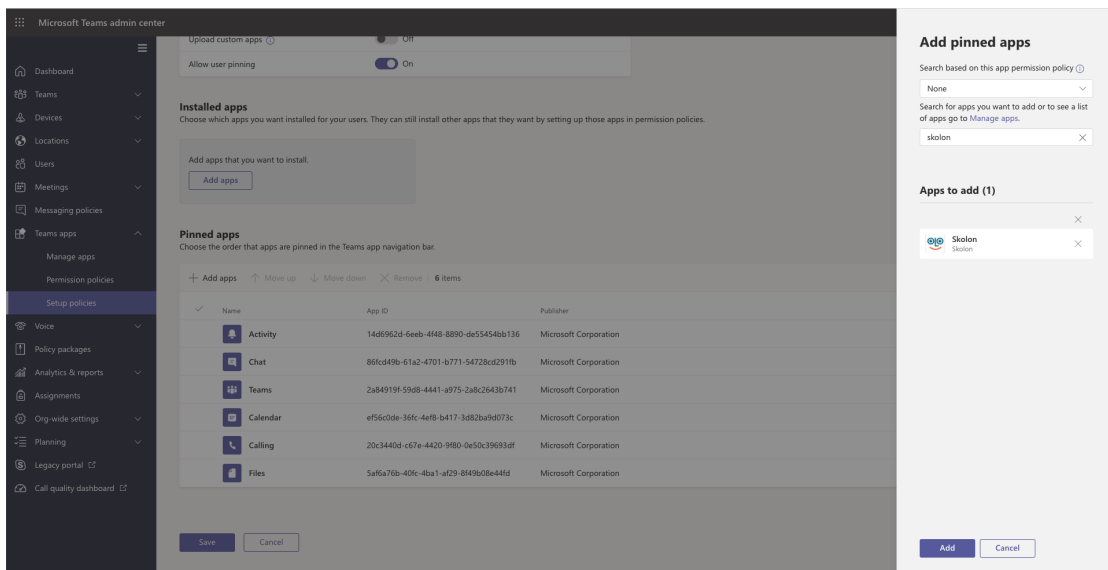 Microsoft Teams admin center
Dashboard
Teams
Devices
Locations
Users
Meetings
Messaging policies
Teams apps
Manage apps
Permission policies
Setup policies
Voice
Policy packages
Analytics & reports
Assignments
Org-wide settings
Planning
Legacy portal
Call quality dashboard
Upload custom apps Off
Allow user pinning On
Installed apps
Choose which apps you want installed for your users. They can still install other apps that they want by setting up those apps in permission policies.
Add apps that you want to install.
Add apps
Pinned apps
Choose the order that apps are pinned in the Teams app navigation bar.
Add apps Move up Move down Remove 6 items
Name App ID Publisher
Activity 14d6962d-6eeb-4f48-8890-de55454bb136 Microsoft Corporation
Chat 86fcd49b-61a2-4701-b771-54728cd291fb Microsoft Corporation
Teams 2a84919f-59d8-4441-a975-2a8c2643b741 Microsoft Corporation
Calendar ef56c0de-36fc-4ef8-b417-3d82ba9d073c Microsoft Corporation
Calling 20c3440d-c67e-4420-9f80-0e50c39693df Microsoft Corporation
Files 5af6a76b-40fc-4ba1-af29-8f49b08e44fd Microsoft Corporation
Save Cancel
Add pinned apps
Search based on this app permission policy
None
Search for apps you want to add or to see a list
of apps go to Manage apps.
skolon
Apps to add (1)
Skolon
Skolon
Add Cancel